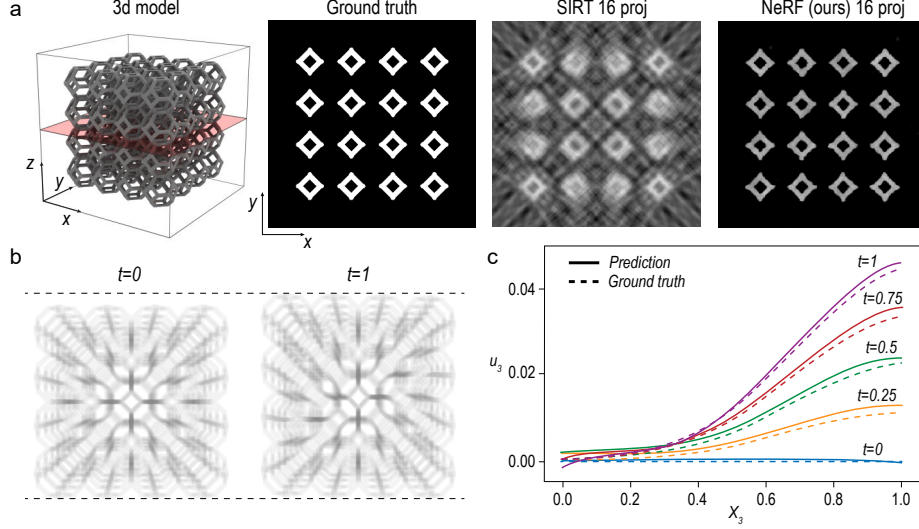 a
3d model
Ground truth
SIRT 16 proj
NeRF (ours) 16 proj
z
y
x
y
x
b
t=0
t=1
c
Prediction
Ground truth
t=1
t=0.75
t=0.5
t=0.25
t=0
0.04
0.02
0.00
u3
0.0 0.2 0.4 0.6 0.8 1.0
X3